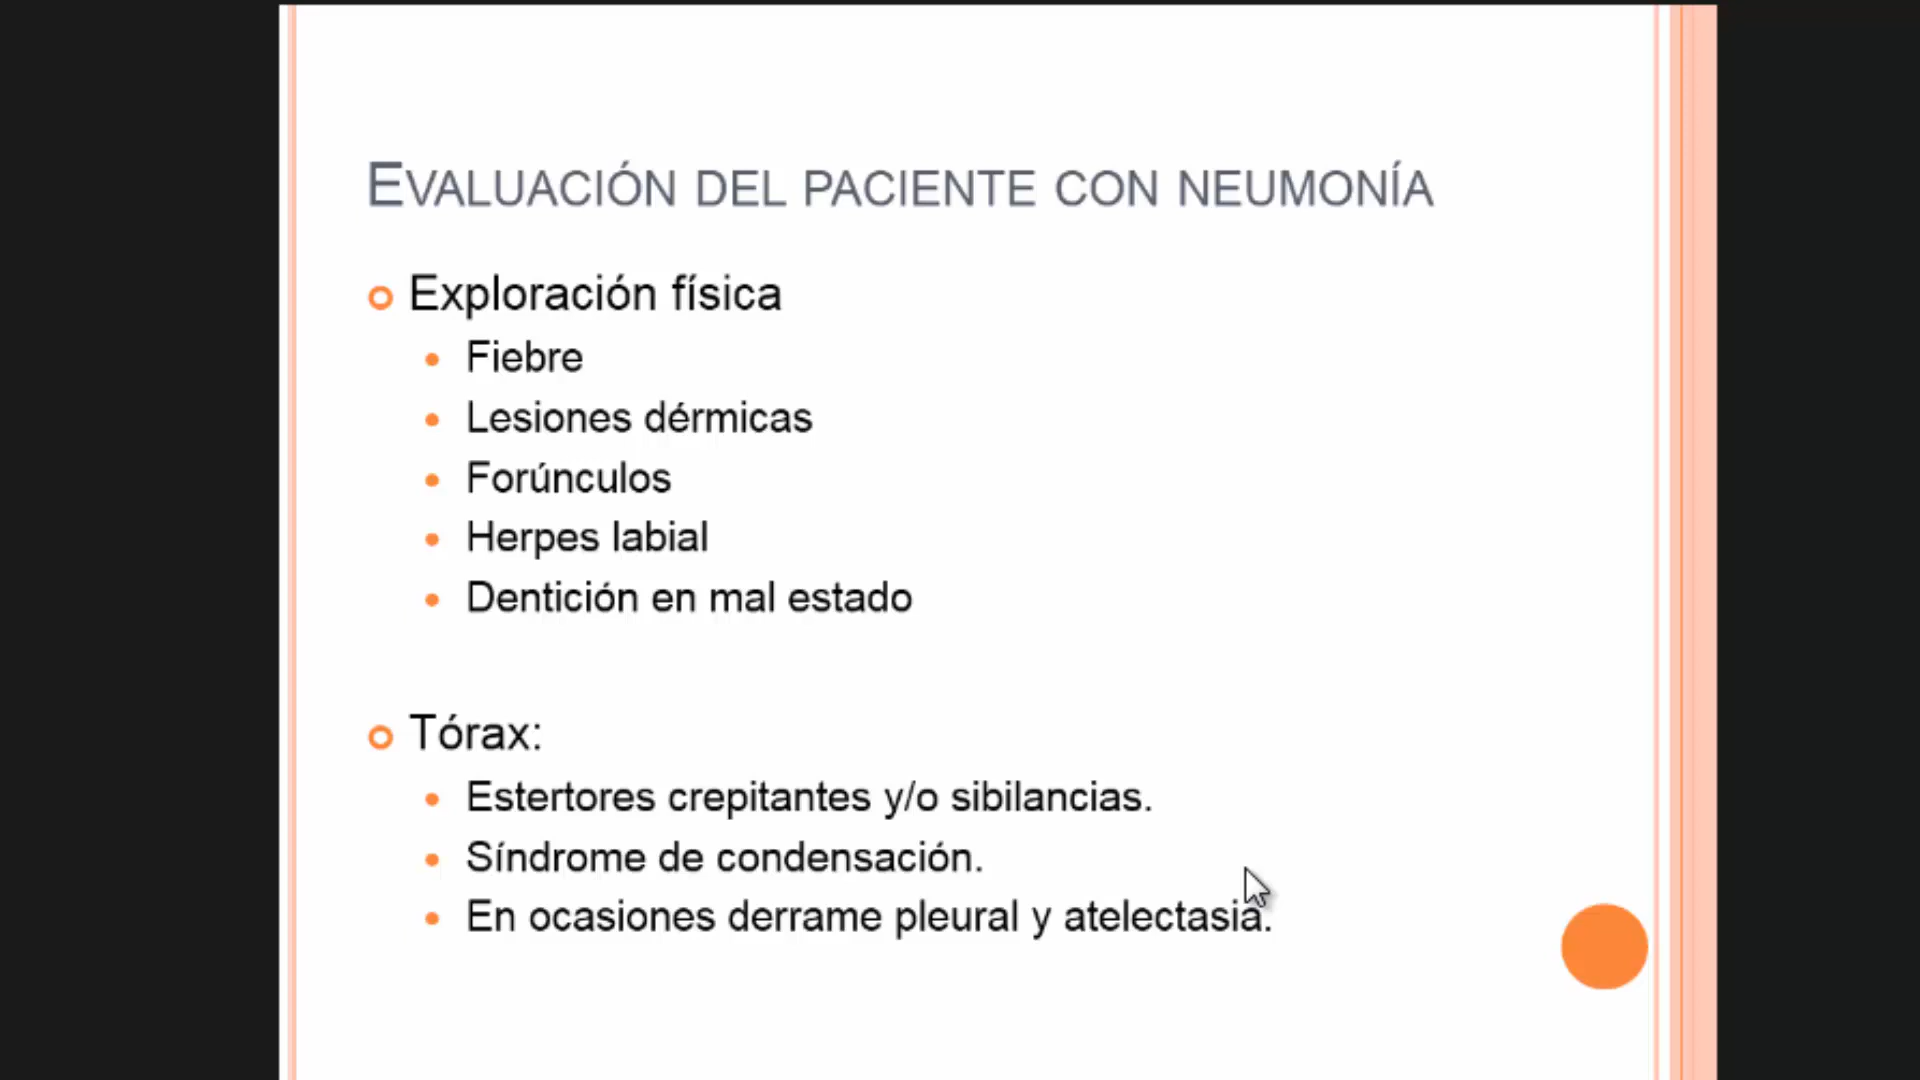 EVALUACIÓN DEL PACIENTE CON NEUMONÍA
Exploración física
Fiebre
Lesiones dérmicas
Forúnculos
Herpes labial
Dentición en mal estado
Tórax:
Estertores crepitantes y/o sibilancias.
Síndrome de condensación.
En ocasiones derrame pleural y atelectasia.